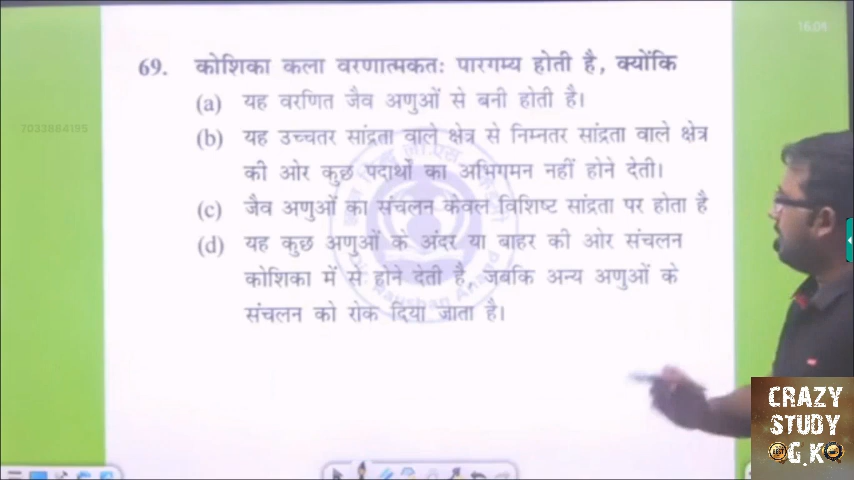 16.04
69. कोशिका कला वरणात्मकतः पारगम्य होती है, क्योंकि
7033884195
(a) यह वरणित जैव अणुओं से बनी होती है।
(b) यह उच्चतर सांद्रता वाले क्षेत्र से निम्नतर सांद्रता वाले क्षेत्र
की ओर कुछ पदार्थों का अभिगमन नहीं होने देती।
(c) जैव अणुओं का संचलन केवल विशिष्ट सांद्रता पर होता है
(d) यह कुछ अणुओं के अंदर या बाहर की ओर संचलन
कोशिका में से होने देती है, जबकि अन्य अणुओं के
संचलन को रोक दिया जाता है।
CRAZY
STUDY
G.K